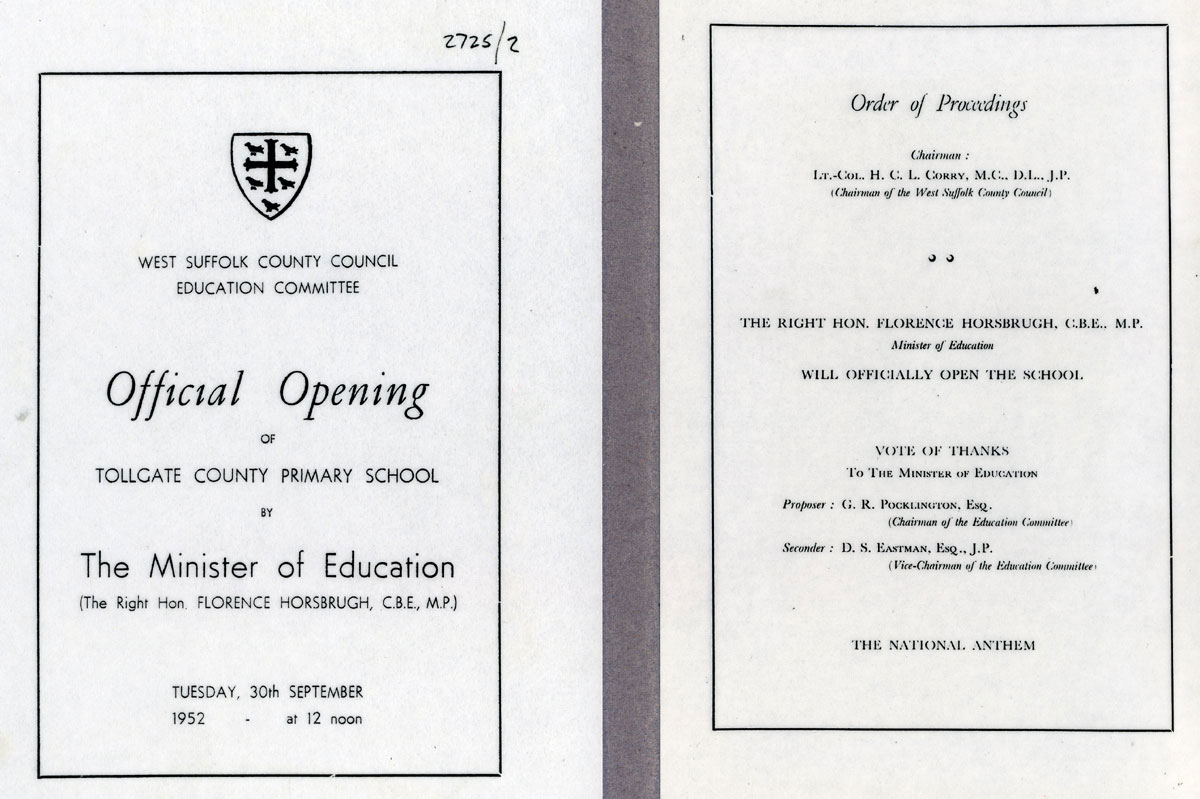 2725/2
WEST SUFFOLK COUNTY COUNCIL
EDUCATION COMMITTEE
Official Opening
OF
TOLLGATE COUNTY PRIMARY SCHOOL
BY
The Minister of Education
(The Right Hon. FLORENCE HORSBRUGH, C.B.E., M.P.)
TUESDAY, 30th SEPTEMBER
1952 - at 12 noon
Order of Proceedings
Chairman :
LT.-COL. H. C. L. CORRY, M.C., D.L., J.P.
(Chairman of the West Suffolk County Council)
THE RIGHT HON. FLORENCE HORSBRUGH, C.B.E., M.P.
Minister of Education
WILL OFFICIALLY OPEN THE SCHOOL
VOTE OF THANKS
TO THE MINISTER OF EDUCATION
Proposer : G. R. POCKLINGTON, ESQ.
(Chairman of the Education Committee)
Seconder : D. S. EASTMAN, ESQ., J.P.
(Vice-Chairman of the Education Committee)
THE NATIONAL ANTHEM